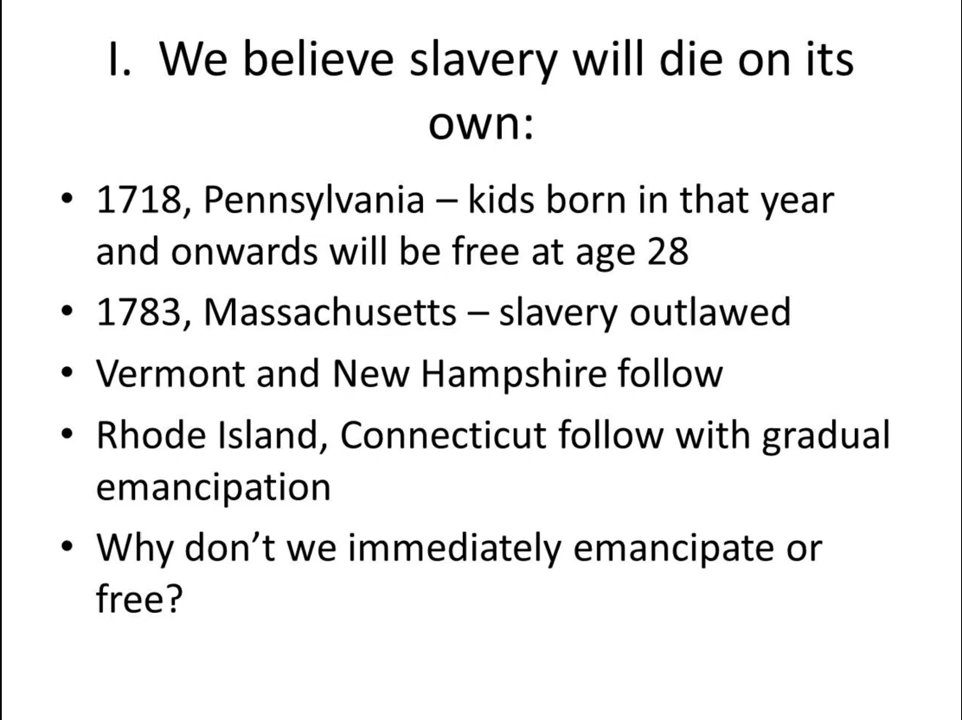 I. We believe slavery will die on its
own:
• 1718, Pennsylvania – kids born in that year
and onwards will be free at age 28
• 1783, Massachusetts – slavery outlawed
• Vermont and New Hampshire follow
• Rhode Island, Connecticut follow with gradual
emancipation
• Why don’t we immediately emancipate or
free?